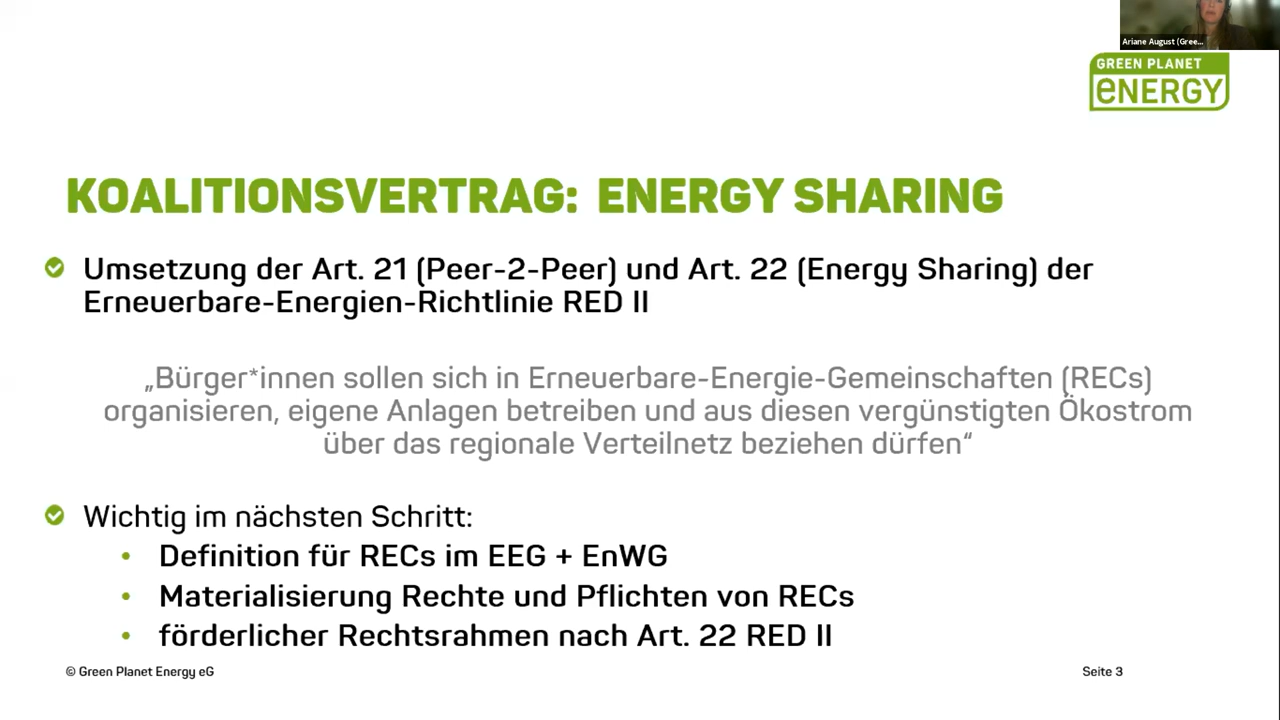 Ariane August (Gree...
GREEN PLANET
eNERGY
KOALITIONSVERTRAG: ENERGY SHARING
Umsetzung der Art. 21 (Peer-2-Peer) und Art. 22 (Energy Sharing) der
Erneuerbare-Energien-Richtlinie RED II
„Bürger*innen sollen sich in Erneuerbare-Energie-Gemeinschaften (RECs)
organisieren, eigene Anlagen betreiben und aus diesen vergünstigten Ökostrom
über das regionale Verteilnetz beziehen dürfen“
Wichtig im nächsten Schritt:
• Definition für RECs im EEG + EnWG
• Materialisierung Rechte und Pflichten von RECs
• förderlicher Rechtsrahmen nach Art. 22 RED II
© Green Planet Energy eG
Seite 3